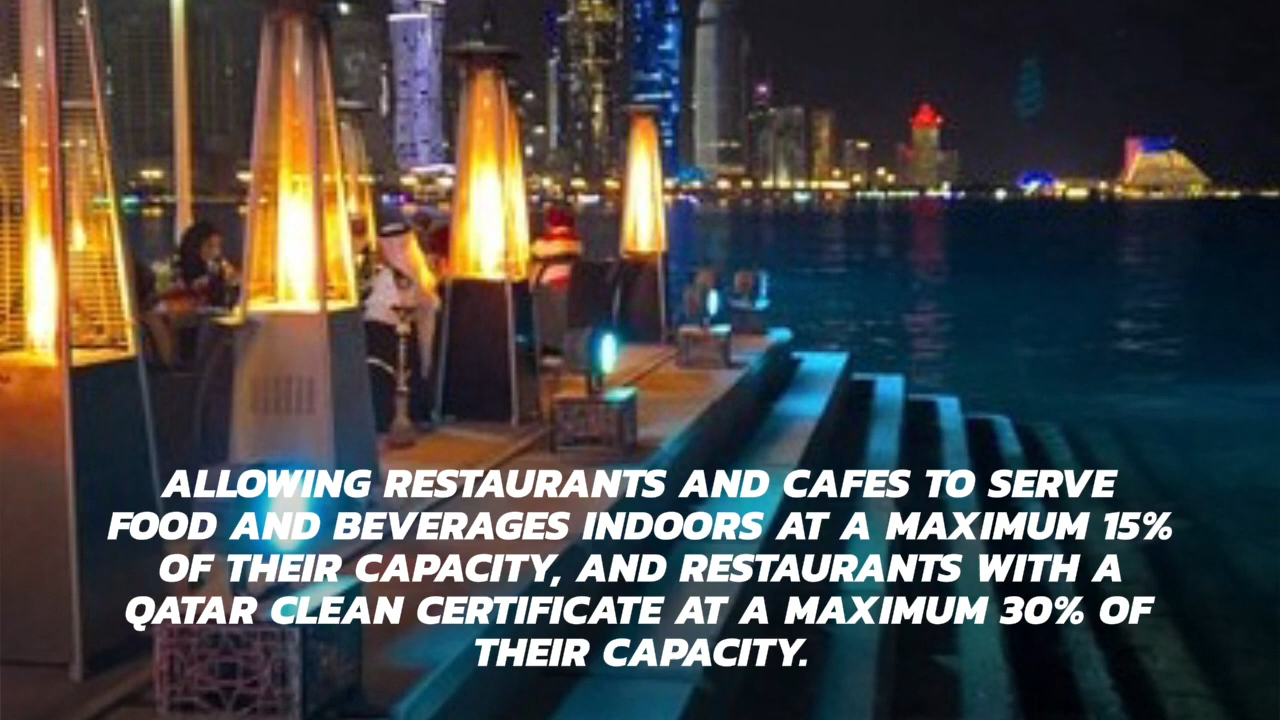 ALLOWING RESTAURANTS AND CAFES TO SERVE
FOOD AND BEVERAGES INDOORS AT A MAXIMUM 15%
OF THEIR CAPACITY, AND RESTAURANTS WITH A
QATAR CLEAN CERTIFICATE AT A MAXIMUM 30% OF
THEIR CAPACITY.